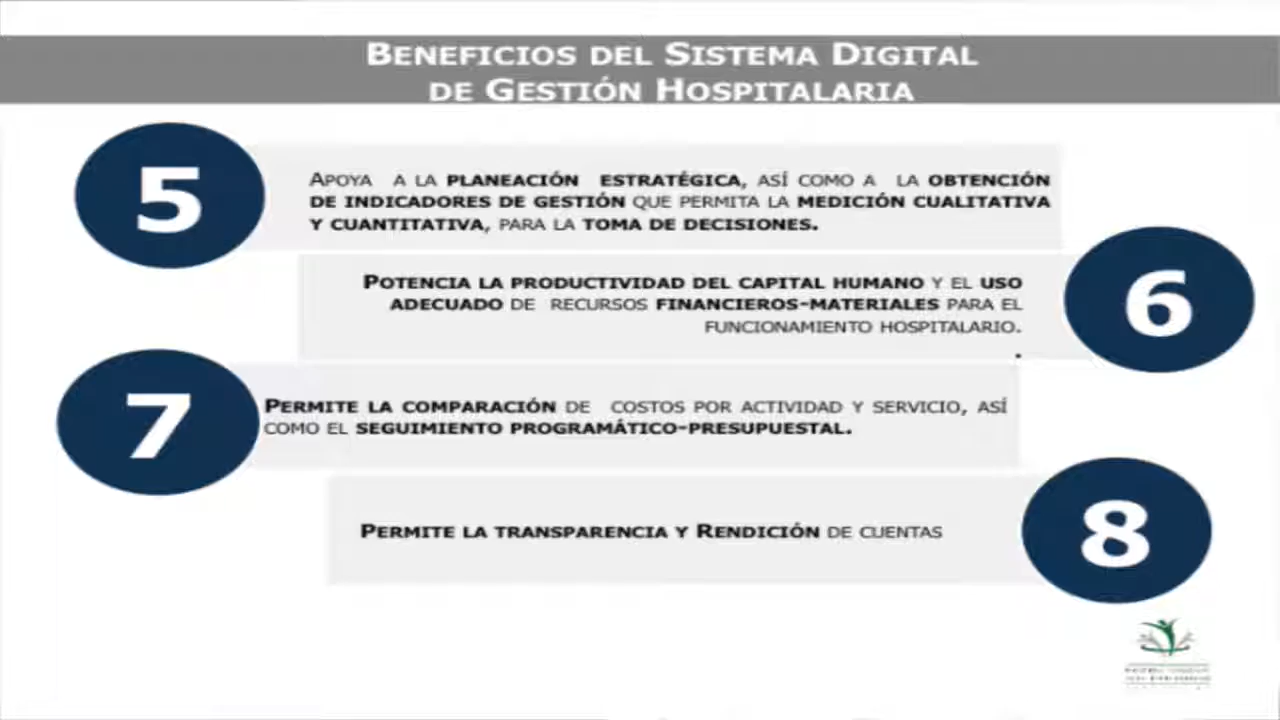 BENEFICIOS DEL SISTEMA DIGITAL
DE GESTIÓN HOSPITALARIA
5
APOYA A LA PLANEACIÓN ESTRATÉGICA, ASÍ COMO A LA OBTENCIÓN
DE INDICADORES DE GESTIÓN QUE PERMITA LA MEDICIÓN CUALITATIVA
Y CUANTITATIVA, PARA LA TOMA DE DECISIONES.
6
POTENCIA LA PRODUCTIVIDAD DEL CAPITAL HUMANO Y EL USO
ADECUADO DE RECURSOS FINANCIEROS-MATERIALES PARA EL
FUNCIONAMIENTO HOSPITALARIO.
.
7
PERMITE LA COMPARACIÓN DE COSTOS POR ACTIVIDAD Y SERVICIO, ASÍ
COMO EL SEGUIMIENTO PROGRAMÁTICO-PRESUPUESTAL.
8
PERMITE LA TRANSPARENCIA Y RENDICIÓN DE CUENTAS